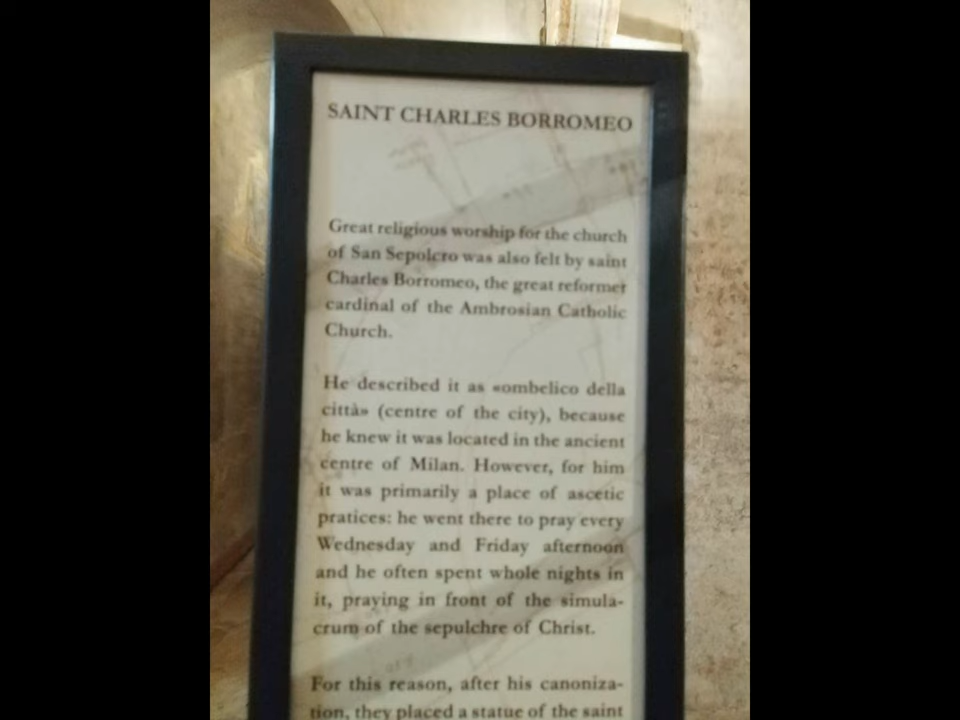 SAINT CHARLES BORROMEO
Great religious worship for the church
of San Sepolcro was also felt by saint
Charles Borromeo, the great reformer
cardinal of the Ambrosian Catholic
Church.
He described it as «ombelico della
città» (centre of the city), because
he knew it was located in the ancient
centre of Milan. However, for him
it was primarily a place of ascetic
pratices: he went there to pray every
Wednesday and Friday afternoon
and he often spent whole nights in
it, praying in front of the simula-
crum of the sepulchre of Christ.
For this reason, after his canoniza-
tion, they placed a statue of the saint